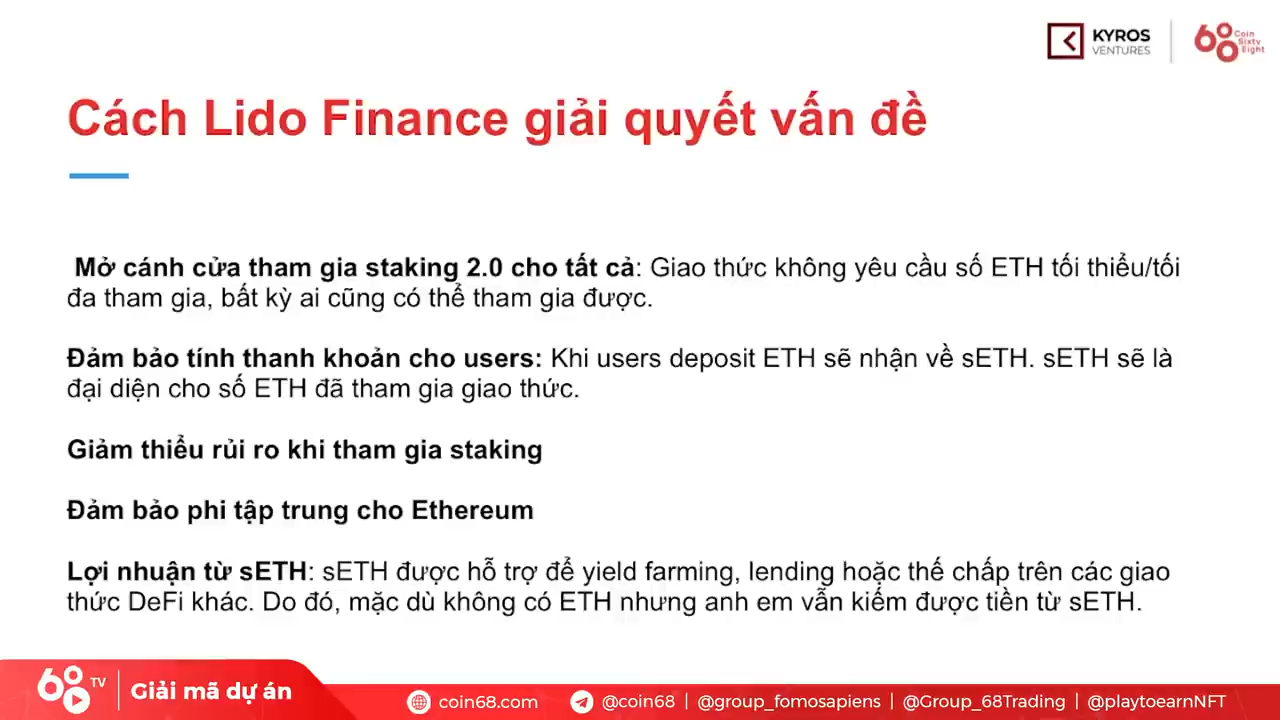 KYROS
VENTURES
68
Coin
Sixty
Eight
Cách Lido Finance giải quyết vấn đề
Mở cánh cửa tham gia staking 2.0 cho tất cả: Giao thức không yêu cầu số ETH tối thiểu/tối
đa tham gia, bất kỳ ai cũng có thể tham gia được.
Đảm bảo tính thanh khoản cho users: Khi users deposit ETH sẽ nhận về sETH. sETH sẽ là
đại diện cho số ETH đã tham gia giao thức.
Giảm thiểu rủi ro khi tham gia staking
Đảm bảo phi tập trung cho Ethereum
Lợi nhuận từ sETH: sETH được hỗ trợ để yield farming, lending hoặc thế chấp trên các giao
thức DeFi khác. Do đó, mặc dù không có ETH nhưng anh em vẫn kiếm được tiền từ sETH.
68 TV | Giải mã dự án
coin68.com @coin68 | @group_fomosapiens | @Group_68Trading | @playtoearnNFT